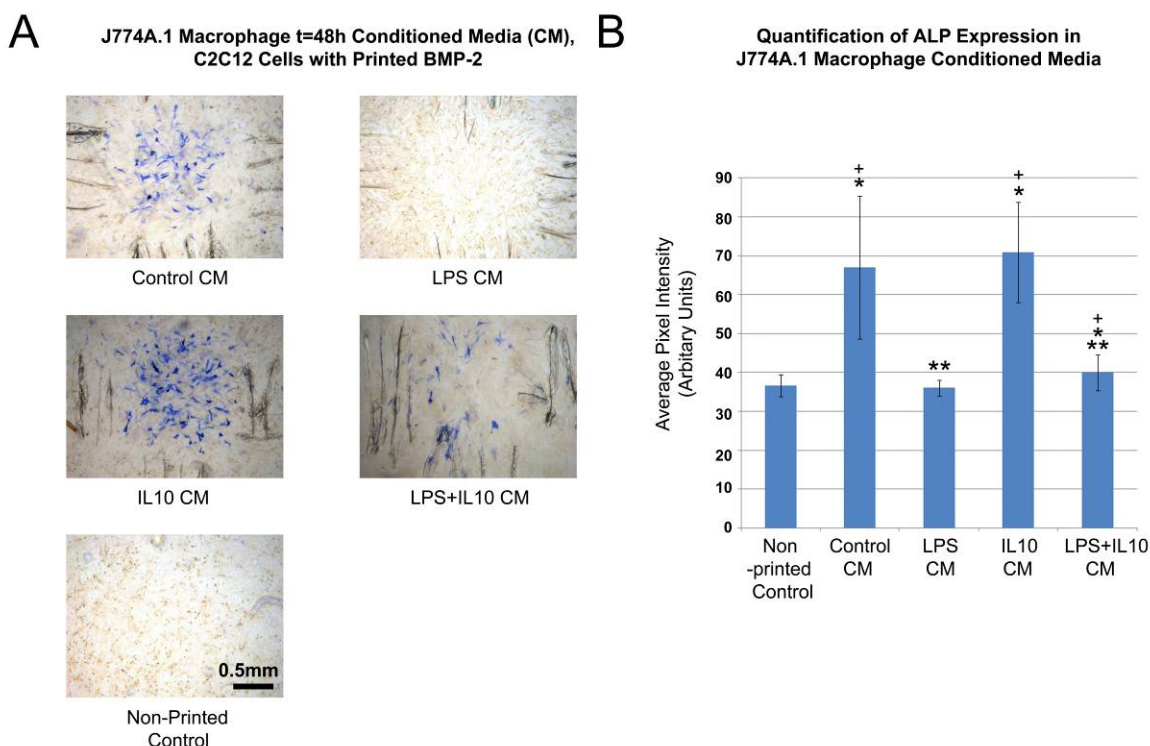 A
J774A.1 Macrophage t=48h Conditioned Media (CM),
C2C12 Cells with Printed BMP-2
Control CM
LPS CM
IL10 CM
LPS+IL10 CM
0.5mm
Non-Printed
Control
B
Quantification of ALP Expression in
J774A.1 Macrophage Conditioned Media
Average Pixel Intensity
(Arbitary Units)
90
80
70
60
50
40
30
20
10
0
+
*
**
+
*
+
*
**
Non
-printed
Control
Control
CM
LPS
CM
IL10
CM
LPS+IL10
CM